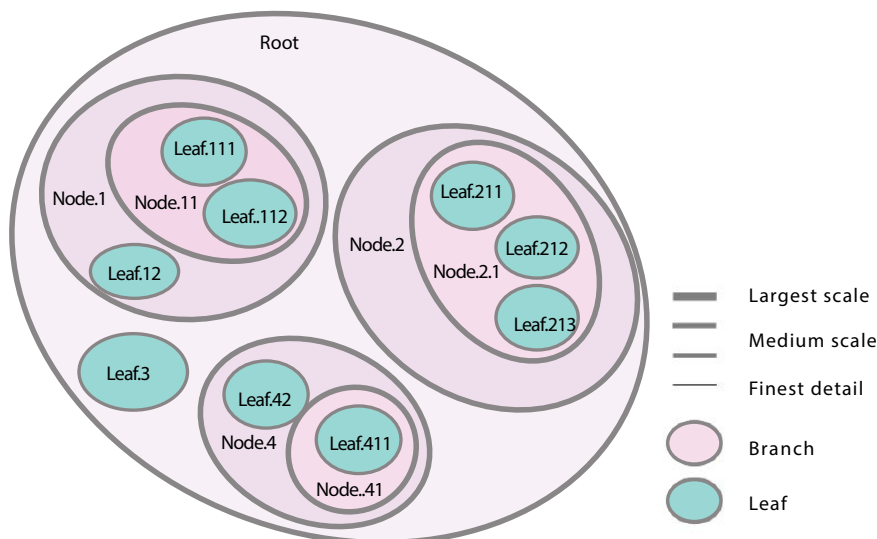 Root
Leaf.111
Node.1
Node.11
Leaf..112
Leaf.12
Leaf.211
Node.2
Leaf.212
Node.2.1
Leaf.213
Leaf.3
Leaf.42
Node.4
Leaf.411
Node..41
Largest scale
Medium scale
Finest detail
Branch
Leaf